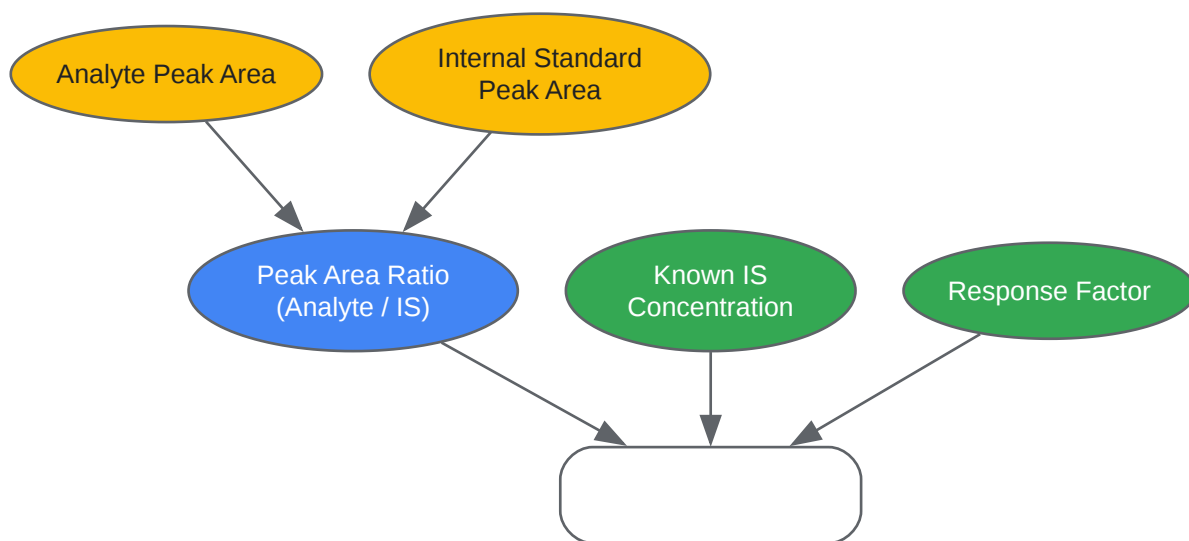 Analyte Peak Area
Internal Standard
Peak Area
Peak Area Ratio
(Analyte / IS)
Known IS
Concentration
Response Factor